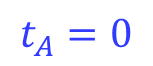 t_A = 0